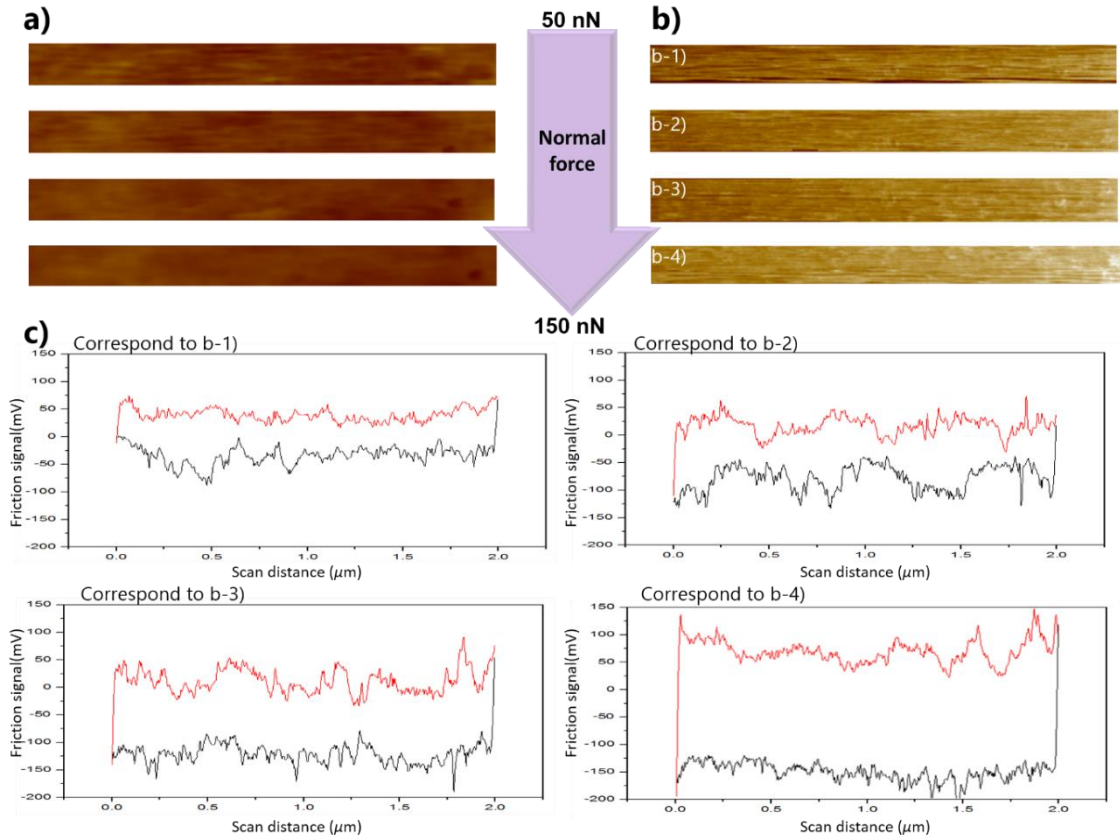 a)
50 nN
b)
b-1)
b-2)
Normal
force
b-3)
b-4)
150 nN
c)
Correspond to b-1)
150
100
50
0
-50
-100
-150
-200
Friction signal(mV)
0.0
0.5
1.0
1.5
2.0
Scan distance (μm)
Correspond to b-2)
150
100
50
0
-50
-100
-150
-200
Friction signal(mV)
0.0
0.5
1.0
1.5
2.0
Scan distance (μm)
Correspond to b-3)
150
100
50
0
-50
-100
-150
-200
Friction signal(mV)
0.0
0.5
1.0
1.5
2.0
Scan distance (μm)
Correspond to b-4)
150
100
50
0
-50
-100
-150
-200
Friction signal(mV)
0.0
0.5
1.0
1.5
2.0
Scan distance (μm)